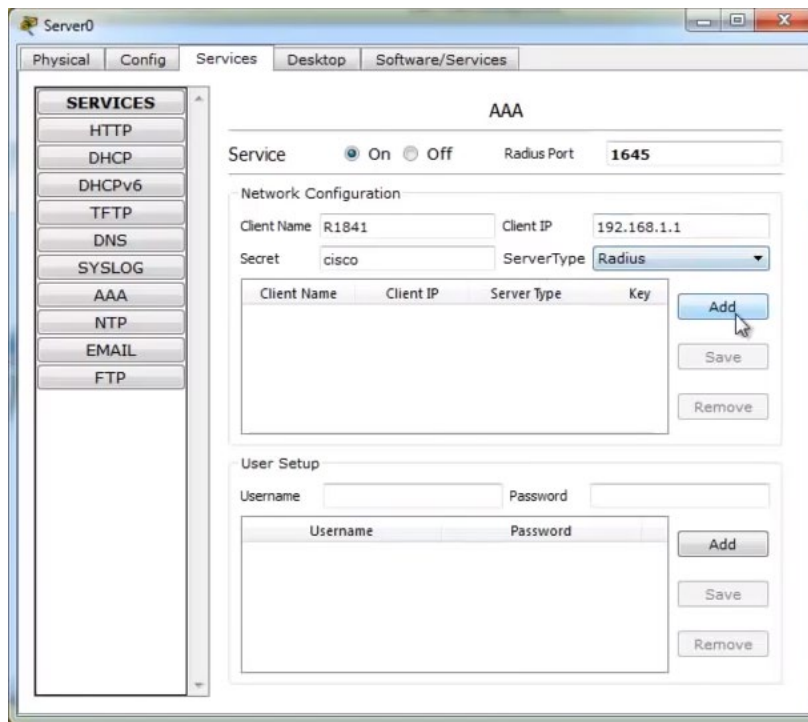 Server0
Physical Config Services Desktop Software/Services
SERVICES
HTTP
DHCP
DHCPv6
TFTP
DNS
SYSLOG
AAA
NTP
EMAIL
FTP
AAA
Service On Off Radius Port 1645
Network Configuration
Client Name R1841 Client IP 192.168.1.1
Secret cisco ServerType Radius
Client Name Client IP Server Type Key
Add
Save
Remove
User Setup
Username Password
Username Password
Add
Save
Remove